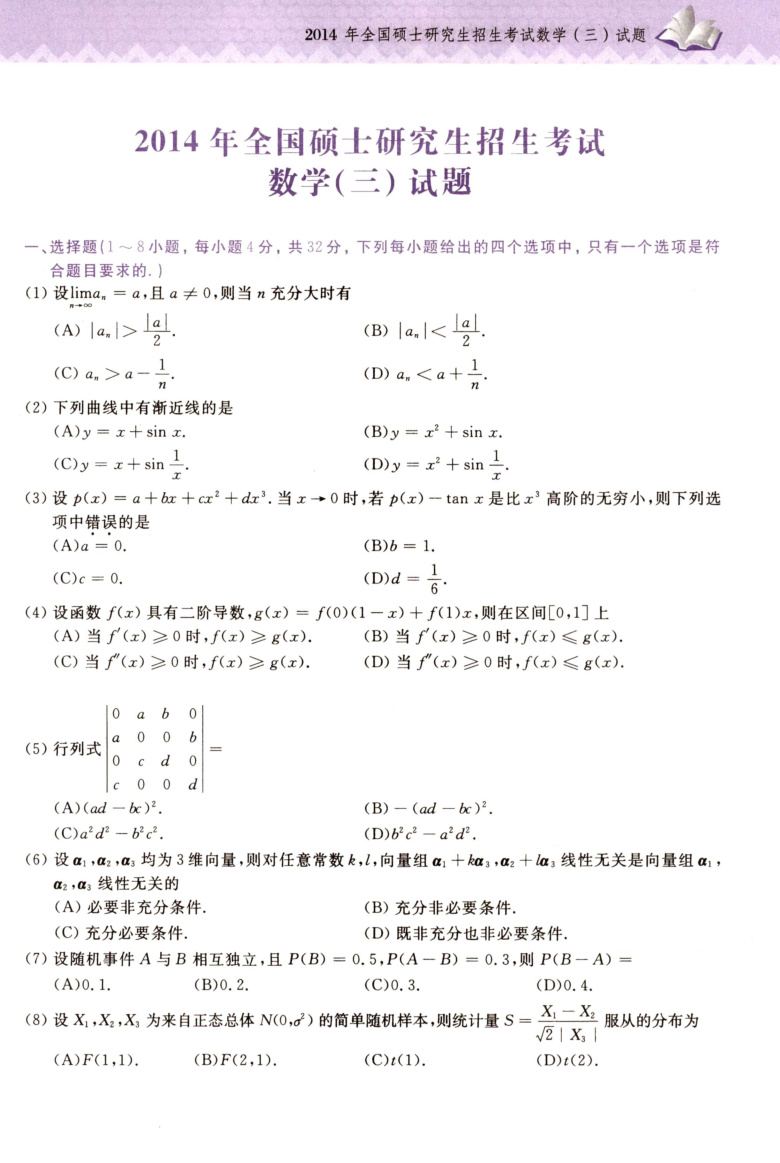 2014 年全国硕士研究生招生考试数学(三)试题
2014 年全国硕士研究生招生考试
数学(三)试题
一、选择题(1～8小题，每小题4分，共32分，下列每小题给出的四个选项中，只有一个选项是符
合题目要求的.)
(1) 设 lim_{n→∞} aₙ = a,且 a ≠ 0,则当 n 充分大时有
(A) |aₙ| > |a|/2. (B) |aₙ| < |a|/2.
(C) aₙ > a − 1/n. (D) aₙ < a + 1/n.
(2) 下列曲线中有渐近线的是
(A)y = x + sin x. (B)y = x² + sin x.
(C)y = x + sin 1/x. (D)y = x² + sin 1/x.
(3) 设 p(x) = a + bx + cx² + dx³.当 x → 0 时,若 p(x) − tan x 是比 x³ 高阶的无穷小,则下列选
项中错误的是
(A)a = 0. (B)b = 1.
(C)c = 0. (D)d = 1/6.
(4) 设函数 f(x) 具有二阶导数,g(x) = f(0)(1 − x) + f(1)x,则在区间[0,1]上
(A) 当 f′(x) ≥ 0 时,f(x) ≥ g(x). (B) 当 f′(x) ≥ 0 时,f(x) ≤ g(x).
(C) 当 f″(x) ≥ 0 时,f(x) ≥ g(x). (D) 当 f″(x) ≥ 0 时,f(x) ≤ g(x).
0 a b 0
a 0 0 b
(5) 行列式 =
0 c d 0
c 0 0 d
(A)(ad − bc)². (B) − (ad − bc)².
(C)a²d² − b²c². (D)b²c² − a²d².
(6) 设 α₁,α₂,α₃ 均为 3 维向量,则对任意常数 k,l,向量组 α₁ + kα₃,α₂ + lα₃ 线性无关是向量组 α₁,
α₂,α₃ 线性无关的
(A) 必要非充分条件. (B) 充分非必要条件.
(C) 充分必要条件. (D) 既非充分也非必要条件.
(7) 设随机事件 A 与 B 相互独立,且 P(B) = 0.5,P(A − B) = 0.3,则 P(B − A) =
(A)0.1. (B)0.2. (C)0.3. (D)0.4.
(8) 设 X₁,X₂,X₃ 为来自正态总体 N(0,σ²) 的简单随机样本,则统计量 S = (X₁ − X₂)/(√2 | X₃ |) 服从的分布为
(A)F(1,1). (B)F(2,1). (C)t(1). (D)t(2).